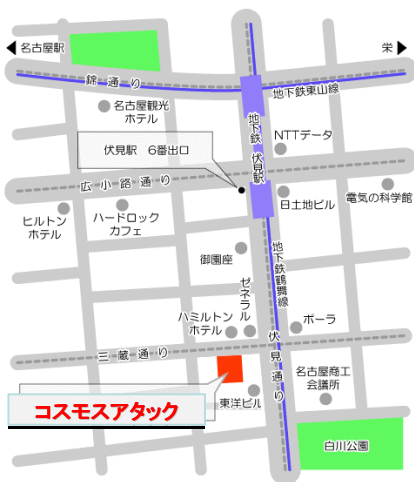 名古屋駅
栄
錦通り
地下鉄東山線
名古屋観光
ホテル
地下鉄 伏見駅
NTTデータ
伏見駅 6番出口
広小路通り
電気の科学館
日土地ビル
ヒルトン
ホテル
ハードロック
カフェ
御園座
地下鉄鶴舞線
ゼネラル
ハミルトン
ホテル
ポーラ
伏見通り
三蔵通り
名古屋商工
会議所
コスモスアタック
東洋ビル
白川公園